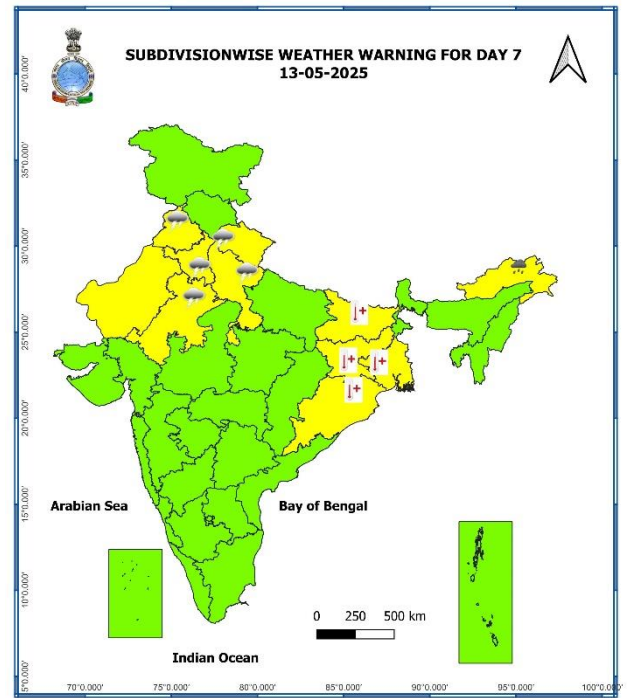 SUBDIVISIONWISE WEATHER WARNING FOR DAY 7
13-05-2025
40°0.000'
35°0.000'
30°0.000'
25°0.000'
20°0.000'
15°0.000'
10°0.000'
5°0.000'
Arabian Sea
Bay of Bengal
0 250 500 km
Indian Ocean
70°0.000' 75°0.000' 80°0.000' 85°0.000' 90°0.000' 95°0.000' 100°0.000'